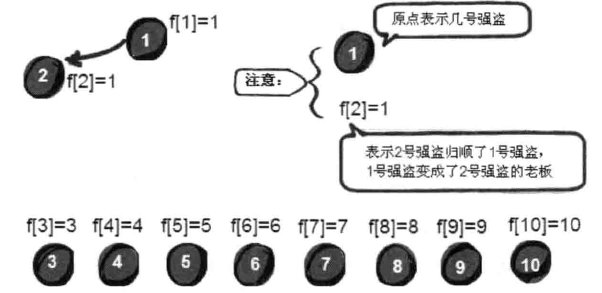 f[1]=1
1
2
f[2]=1
原点表示几号强盗
1
注意：
f[2]=1
表示2号强盗归顺了1号强盗，
1号强盗变成了2号强盗的老板
f[3]=3 f[4]=4 f[5]=5 f[6]=6 f[7]=7 f[8]=8 f[9]=9 f[10]=10
3 4 5 6 7 8 9 10